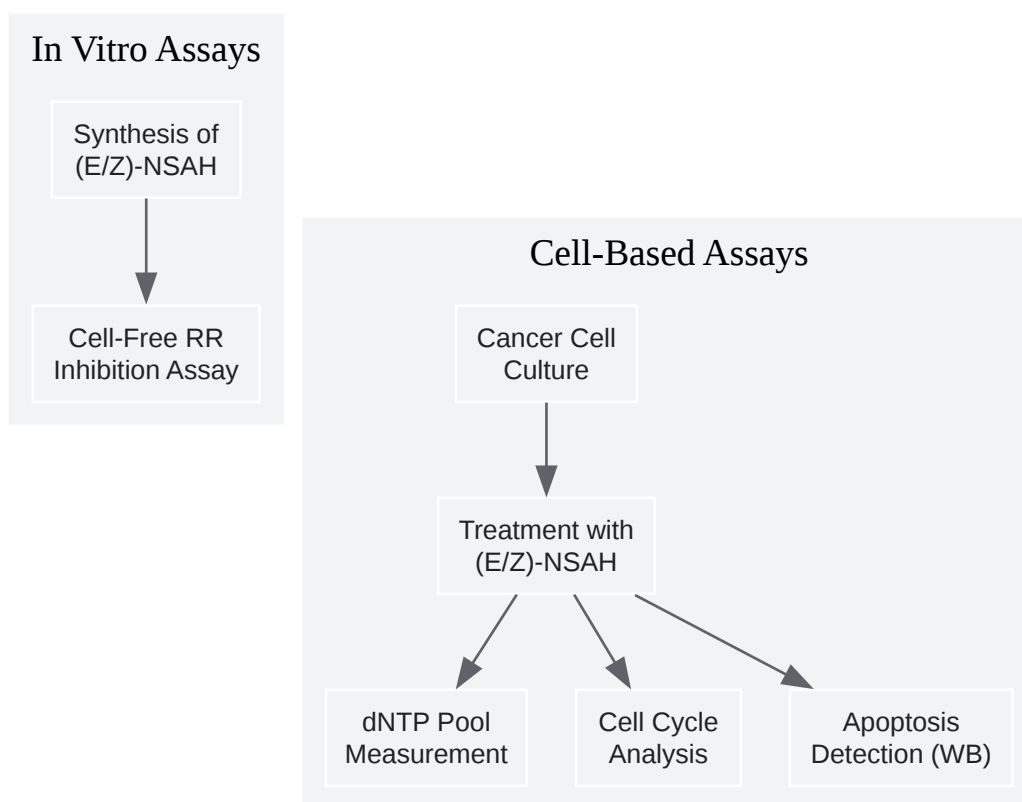 In Vitro Assays
Synthesis of
(E/Z)-NSAH
Cell-Free RR
Inhibition Assay
Cell-Based Assays
Cancer Cell
Culture
Treatment with
(E/Z)-NSAH
dNTP Pool
Measurement
Cell Cycle
Analysis
Apoptosis
Detection (WB)